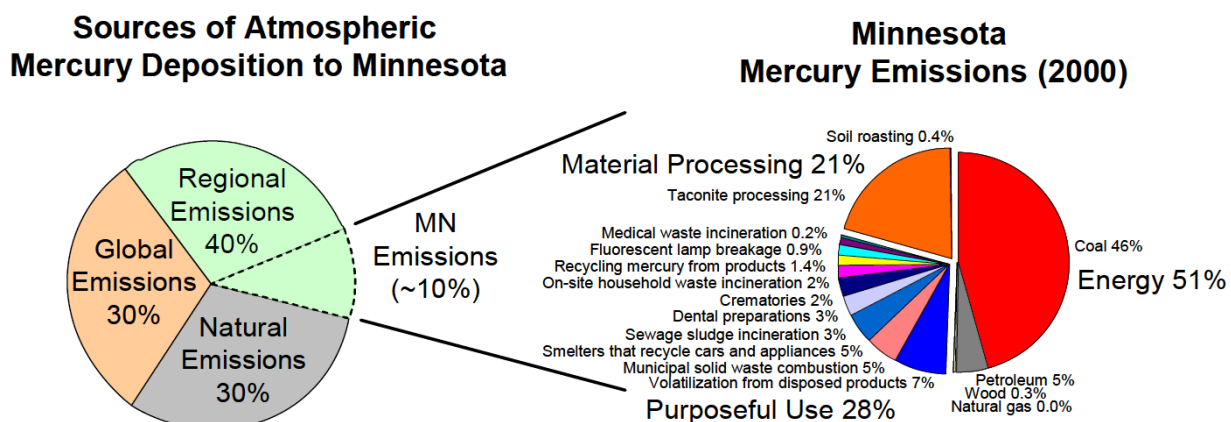 Sources of Atmospheric
Mercury Deposition to Minnesota
Regional
Emissions
40%
Global
Emissions
30%
Natural
Emissions
30%
MN
Emissions
(~10%)
Minnesota
Mercury Emissions (2000)
Soil roasting 0.4%
Material Processing 21%
Taconite processing 21%
Medical waste incineration 0.2%
Fluorescent lamp breakage 0.9%
Recycling mercury from products 1.4%
On-site household waste incineration 2%
Crematories 2%
Dental preparations 3%
Sewage sludge incineration 3%
Smelters that recycle cars and appliances 5%
Municipal solid waste combustion 5%
Volatilization from disposed products 7%
Purposeful Use 28%
Coal 46%
Energy 51%
Petroleum 5%
Wood 0.3%
Natural gas 0.0%